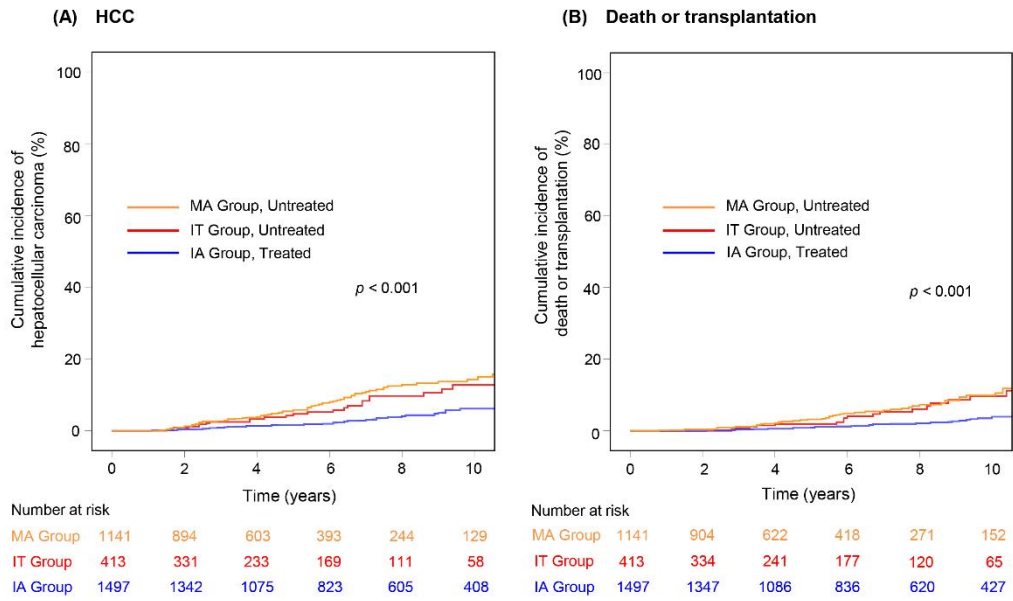 (A) HCC
Cumulative incidence of
hepatocellular carcinoma (%)
100
80
60
40
20
0
MA Group, Untreated
IT Group, Untreated
IA Group, Treated
p < 0.001
0 2 4 6 8 10
Time (years)
Number at risk
MA Group 1141 894 603 393 244 129
IT Group 413 331 233 169 111 58
IA Group 1497 1342 1075 823 605 408
(B) Death or transplantation
Cumulative incidence of
death or transplantation (%)
100
80
60
40
20
0
MA Group, Untreated
IT Group, Untreated
IA Group, Treated
p < 0.001
0 2 4 6 8 10
Time (years)
Number at risk
MA Group 1141 904 622 418 271 152
IT Group 413 334 241 177 120 65
IA Group 1497 1347 1086 836 620 427